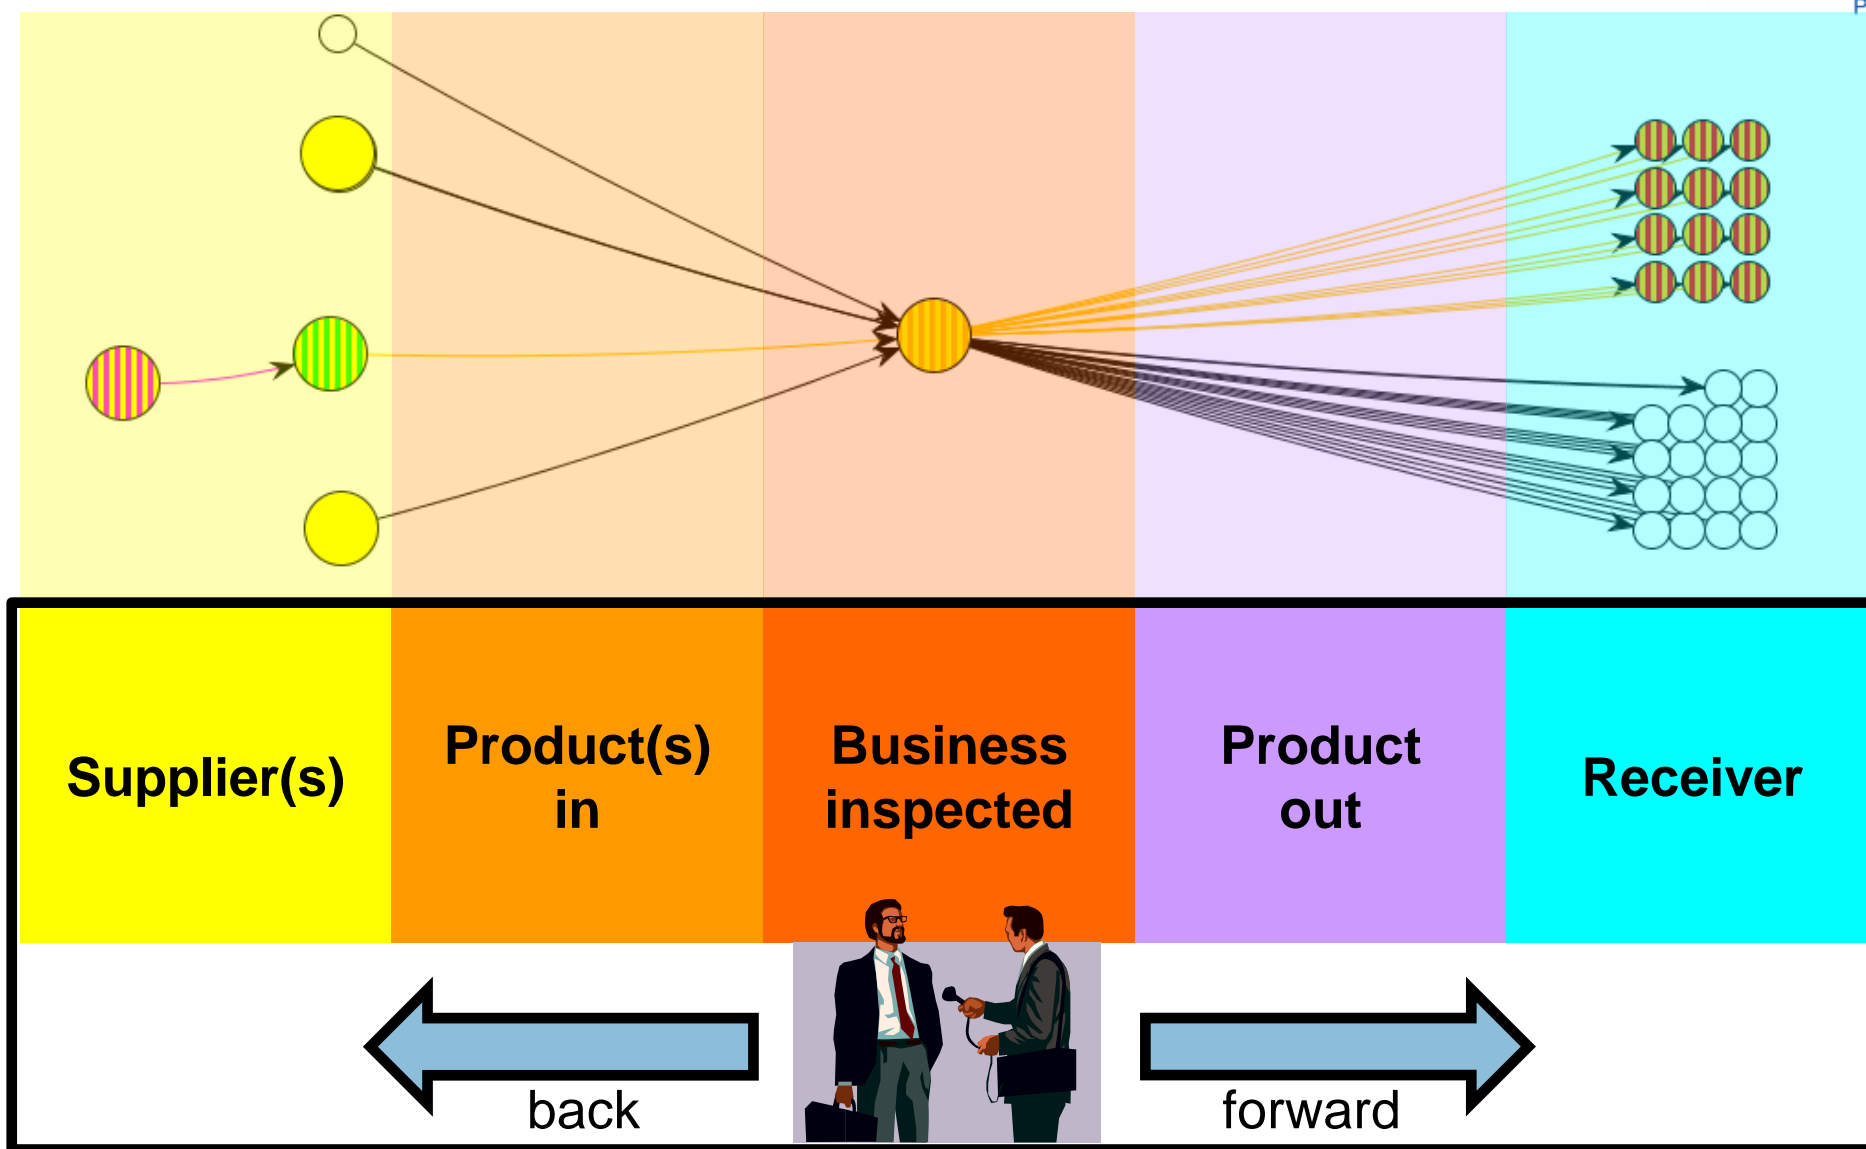 P
Supplier(s)
Product(s)
in
Business
inspected
Product
out
Receiver
back
forward